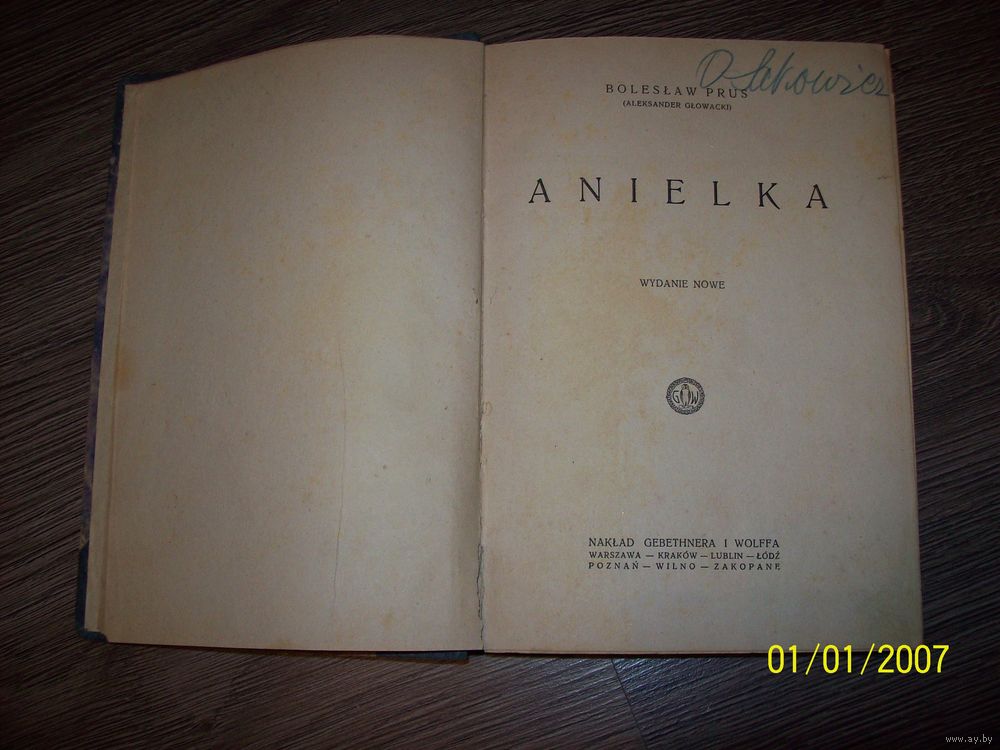 BOLESŁAW PRUS
(ALEKSANDER GŁOWACKI)
ANIELKA
WYDANIE NOWE
G W
NAKŁAD GEBETHNERA I WOLFFA
WARSZAWA — KRAKÓW — LUBLIN — ŁÓDŹ
POZNAŃ — WILNO — ZAKOPANE
01/01/2007
www.ay.by